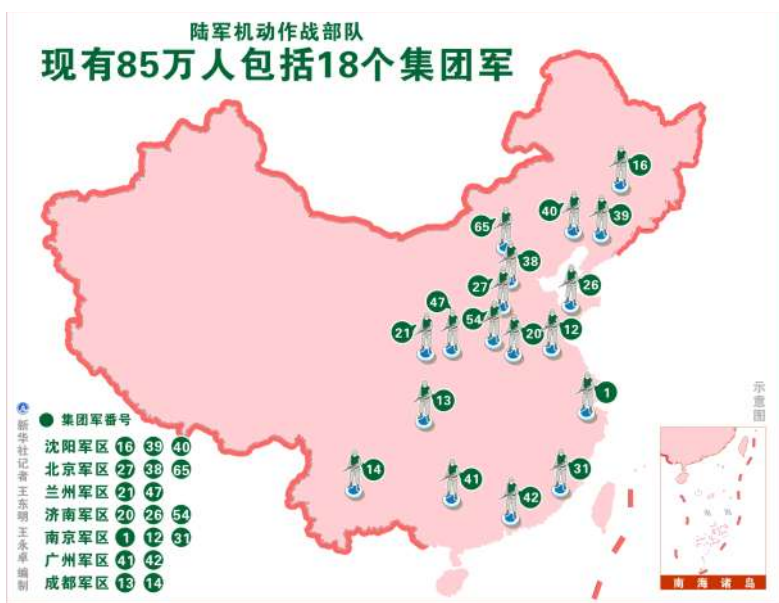 陆军机动作战部队
现有85万人包括18个集团军
16
40
39
65
38
27
26
47
54
21
20
12
13
1
14
41
31
42
示意图
集团军番号
沈阳军区 16 39 40
北京军区 27 38 65
兰州军区 21 47
济南军区 20 26 54
南京军区 1 12 31
广州军区 41 42
成都军区 13 14
新华社记者 王东明 王永卓 编制
南海诸岛